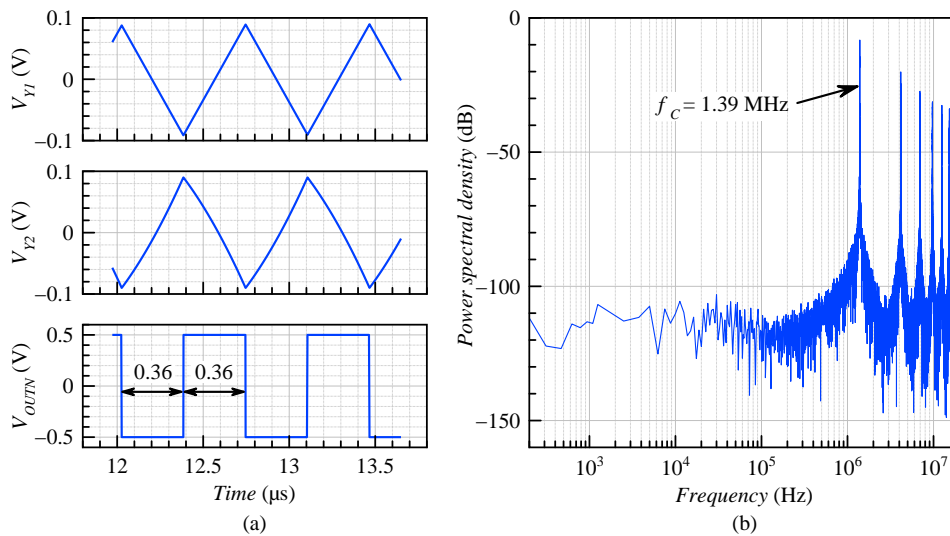 0.1
0
−0.1
V_Y1 (V)
0.1
0
−0.1
V_Y2 (V)
0.5
0
−0.5
V_OUTN (V)
0.36 0.36
12 12.5 13 13.5
Time (µs)
(a)
0
−50
−100
−150
Power spectral density (dB)
f_C = 1.39 MHz
10^3 10^4 10^5 10^6 10^7
Frequency (Hz)
(b)